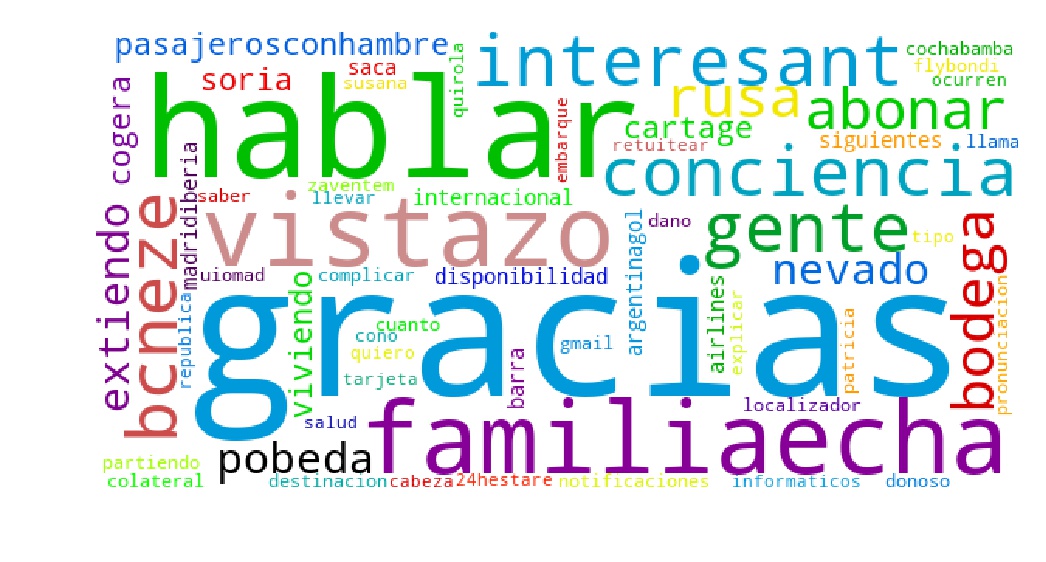 pasajerosconhambre
interesant
cochabamba
flybondi
ocurren
quirola
saca
susana
soria
cogera
hablar
embarque
rusa
abonar
cartage
retuitear
siguientes
llama
conciencia
zaventem
saber
llevar
internacional
madridiberia
vistazo
extiendo
bcneze
argentinagol
dano
gente
tipo
bodega
uiomad
complicar
disponibilidad
nevado
republica
viviendo
gracias
cuanto
cono
quiero
gmail
tarjeta
barra
airlines
explicar
patricia
pronunciacion
salud
localizador
familiaecha
pobeda
partiendo
colateral
destinacion
cabeza
24hestare
notificaciones
informaticos
donoso